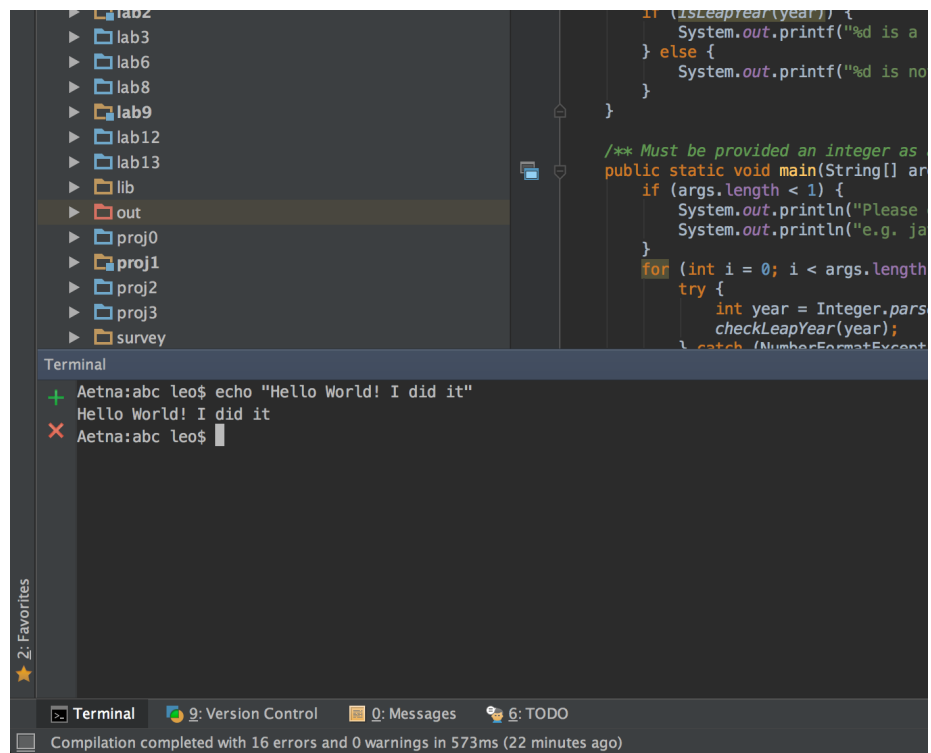 lab2
lab3
lab6
lab8
lab9
lab12
lab13
lib
out
proj0
proj1
proj2
proj3
survey
if (isLeapYear(year)) {
System.out.printf("%d is a
} else {
System.out.printf("%d is no
}
}
/** Must be provided an integer as
public static void main(String[] ar
if (args.length < 1) {
System.out.println("Please
System.out.println("e.g. ja
}
for (int i = 0; i < args.length
try {
int year = Integer.pars
checkLeapYear(year);
} catch (NumberFormatExcept
Terminal
Aetna:abc leo$ echo "Hello World! I did it"
Hello World! I did it
Aetna:abc leo$
2: Favorites
Terminal 9: Version Control 0: Messages 6: TODO
Compilation completed with 16 errors and 0 warnings in 573ms (22 minutes ago)